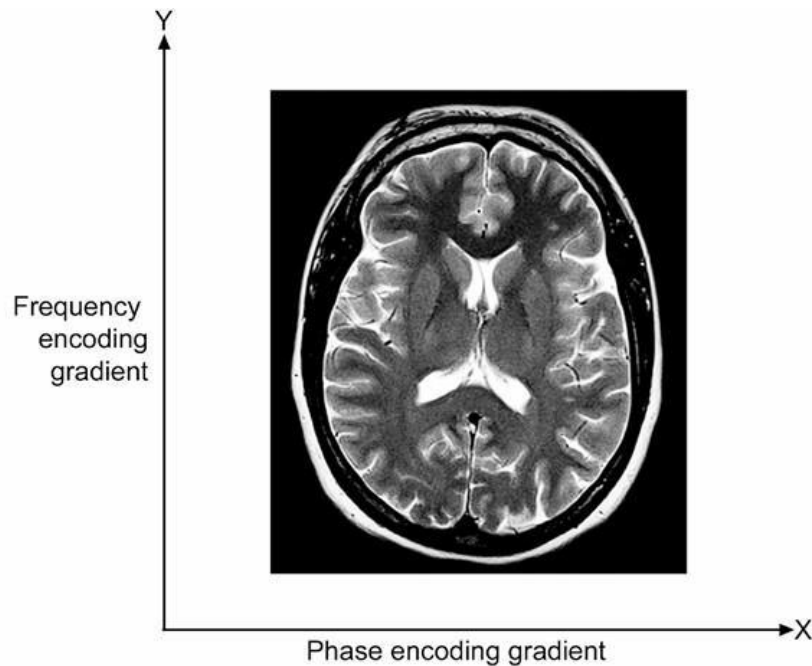 Y
Frequency
encoding
gradient
X
Phase encoding gradient